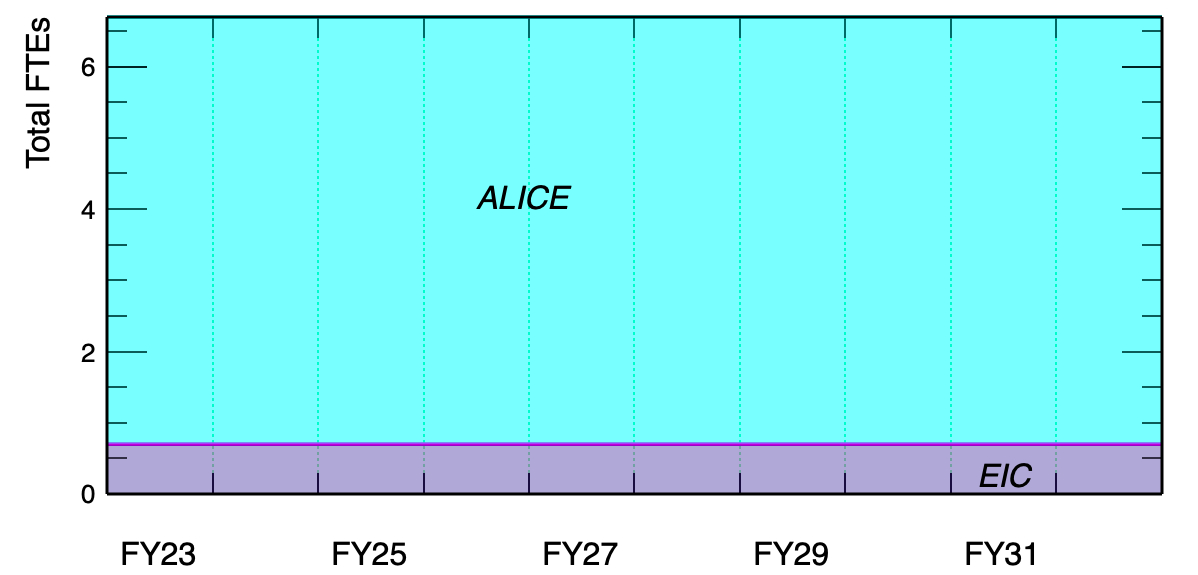 Total FTEs
6
4
2
0
ALICE
EIC
FY23 FY25 FY27 FY29 FY31